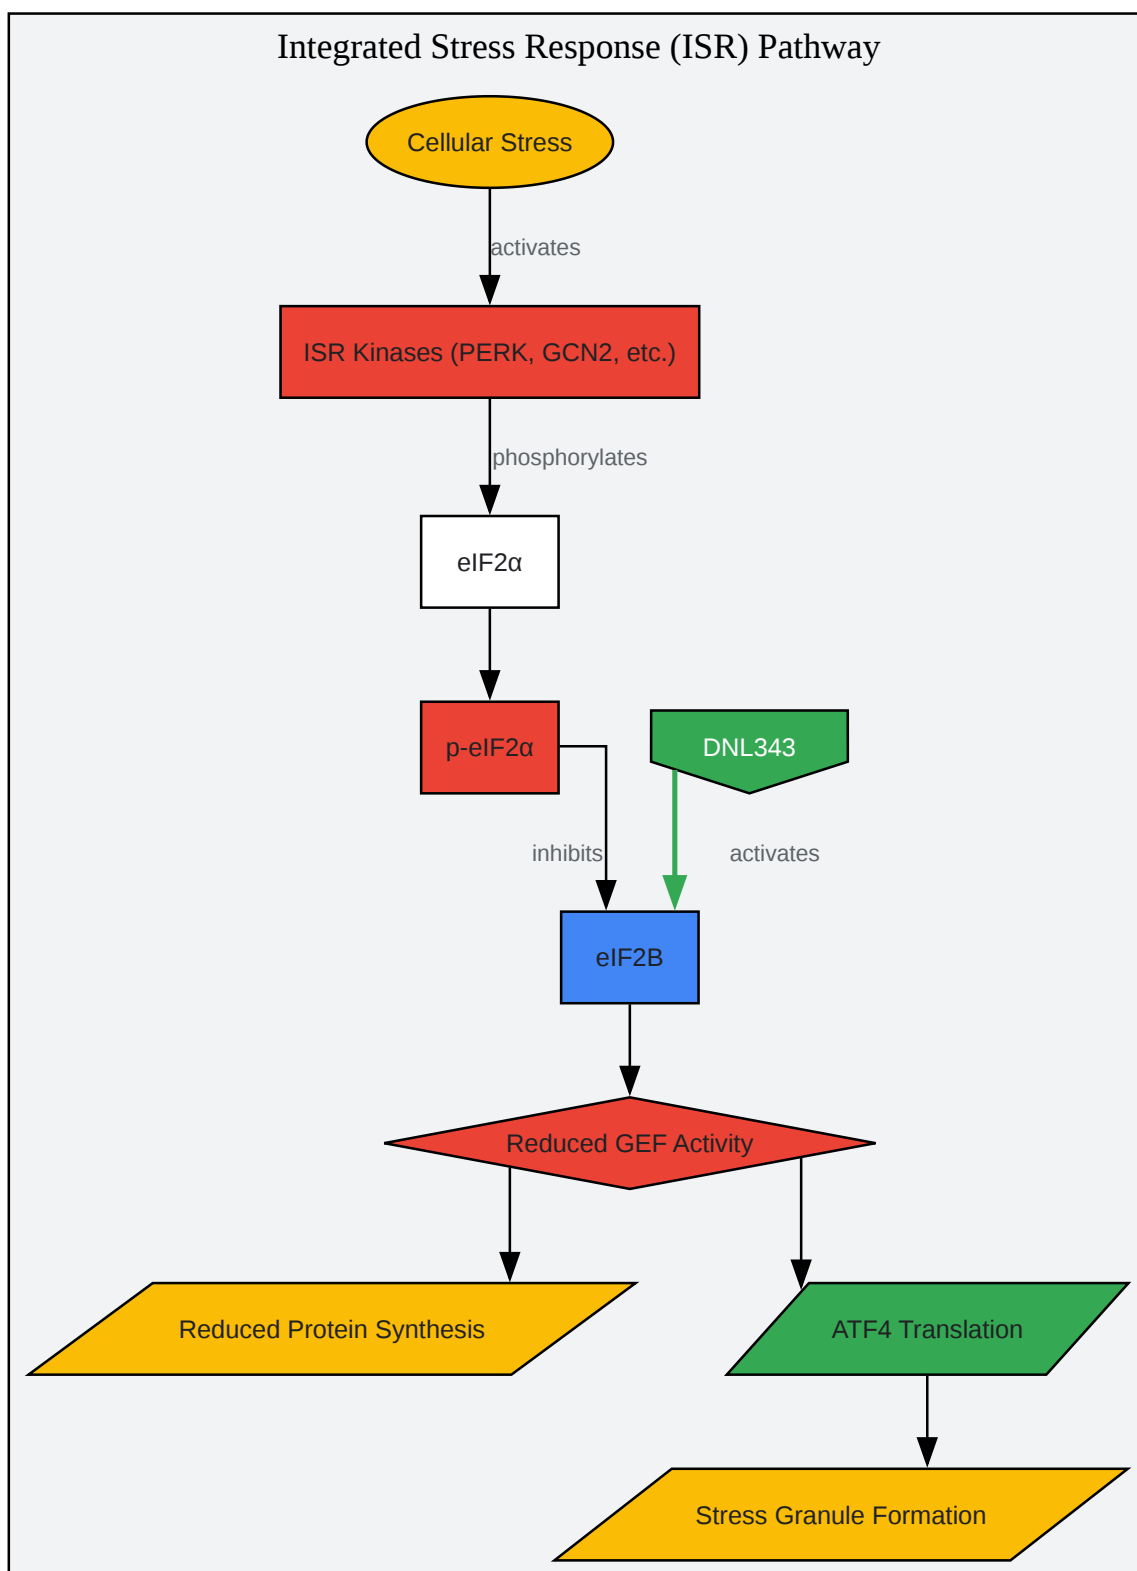 Integrated Stress Response (ISR) Pathway
Cellular Stress
activates
ISR Kinases (PERK, GCN2, etc.)
phosphorylates
eIF2α
p-eIF2α
DNL343
inhibits
activates
eIF2B
Reduced GEF Activity
Reduced Protein Synthesis
ATF4 Translation
Stress Granule Formation